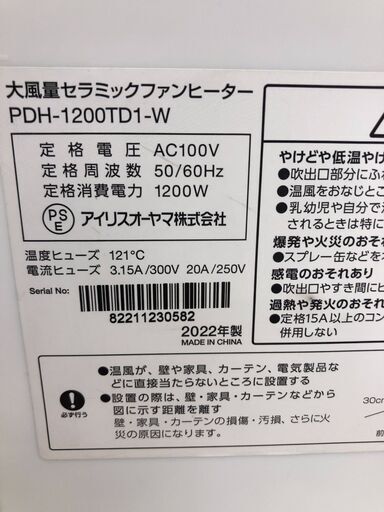 大風量セラミックファンヒーター
PDH-1200TD1-W
定格電圧 AC100V
定格周波数 50/60Hz
定格消費電力 1200W
PS
E
アイリスオーヤマ株式会社
温度ヒューズ 121℃
電流ヒューズ 3.15A/300V 20A/250V
Serial No:
82211230582
2022年製
MADE IN CHINA
やけどや低温やけ
●吹出口部分にふれ
●温風をおなじとこ
●乳幼児や自分で
されるときは特に
爆発や火災のおそれ
●スプレー缶などを
感電のおそれあり
●吹出口やすき間にピ
過熱や発火のおそれ
●定格15A以上のコン
併用しない
必ず行う
●温風が、壁や家具、カーテン、電気製品な
どに直接当たらないところに設置する
●設置の際は、壁・家具・カーテンなどから
図に示す距離を離す
壁・家具・カーテンの損傷・汚損、さらに火
災の原因になります。
30cm
前